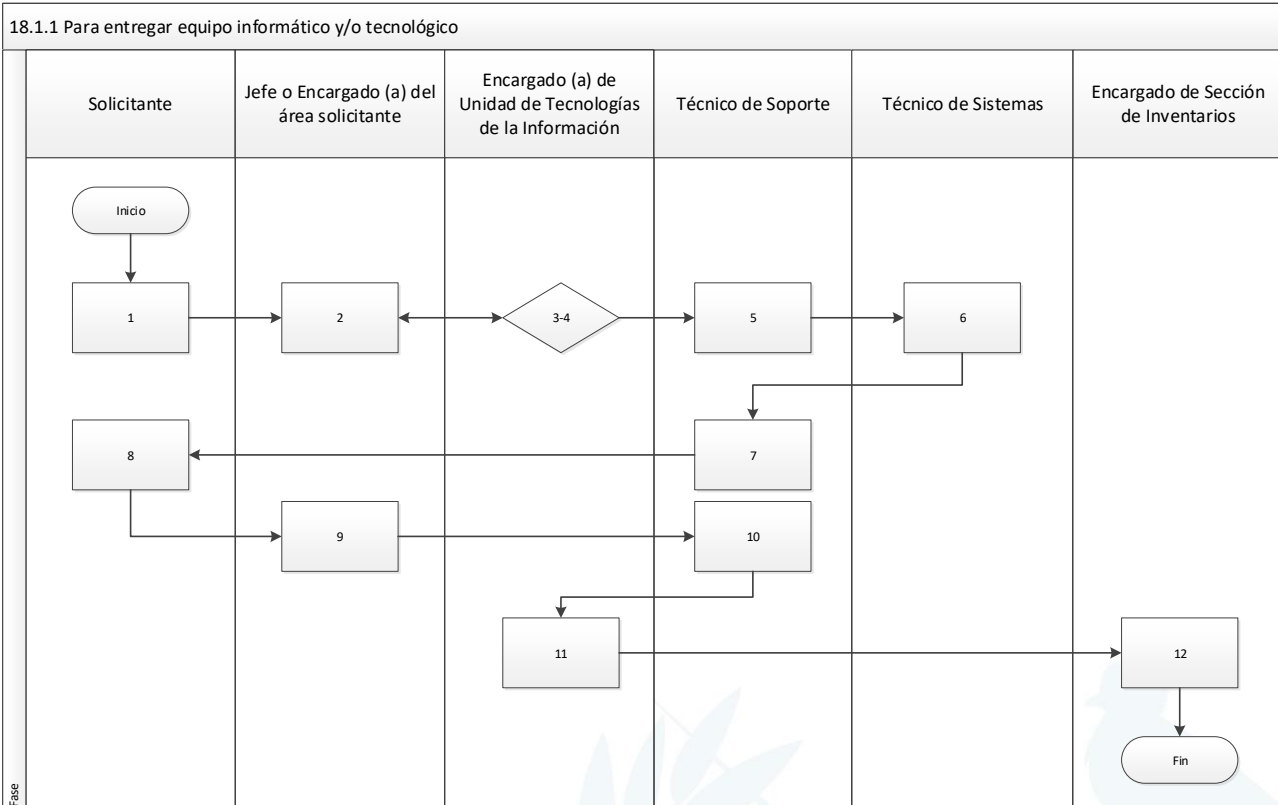 18.1.1 Para entregar equipo informático y/o tecnológico
Solicitante
Jefe o Encargado (a) del
área solicitante
Encargado (a) de
Unidad de Tecnologías
de la Información
Técnico de Soporte
Técnico de Sistemas
Encargado de Sección
de Inventarios
Inicio
1
2
3-4
5
6
8
7
9
10
11
12
Fin
Fase